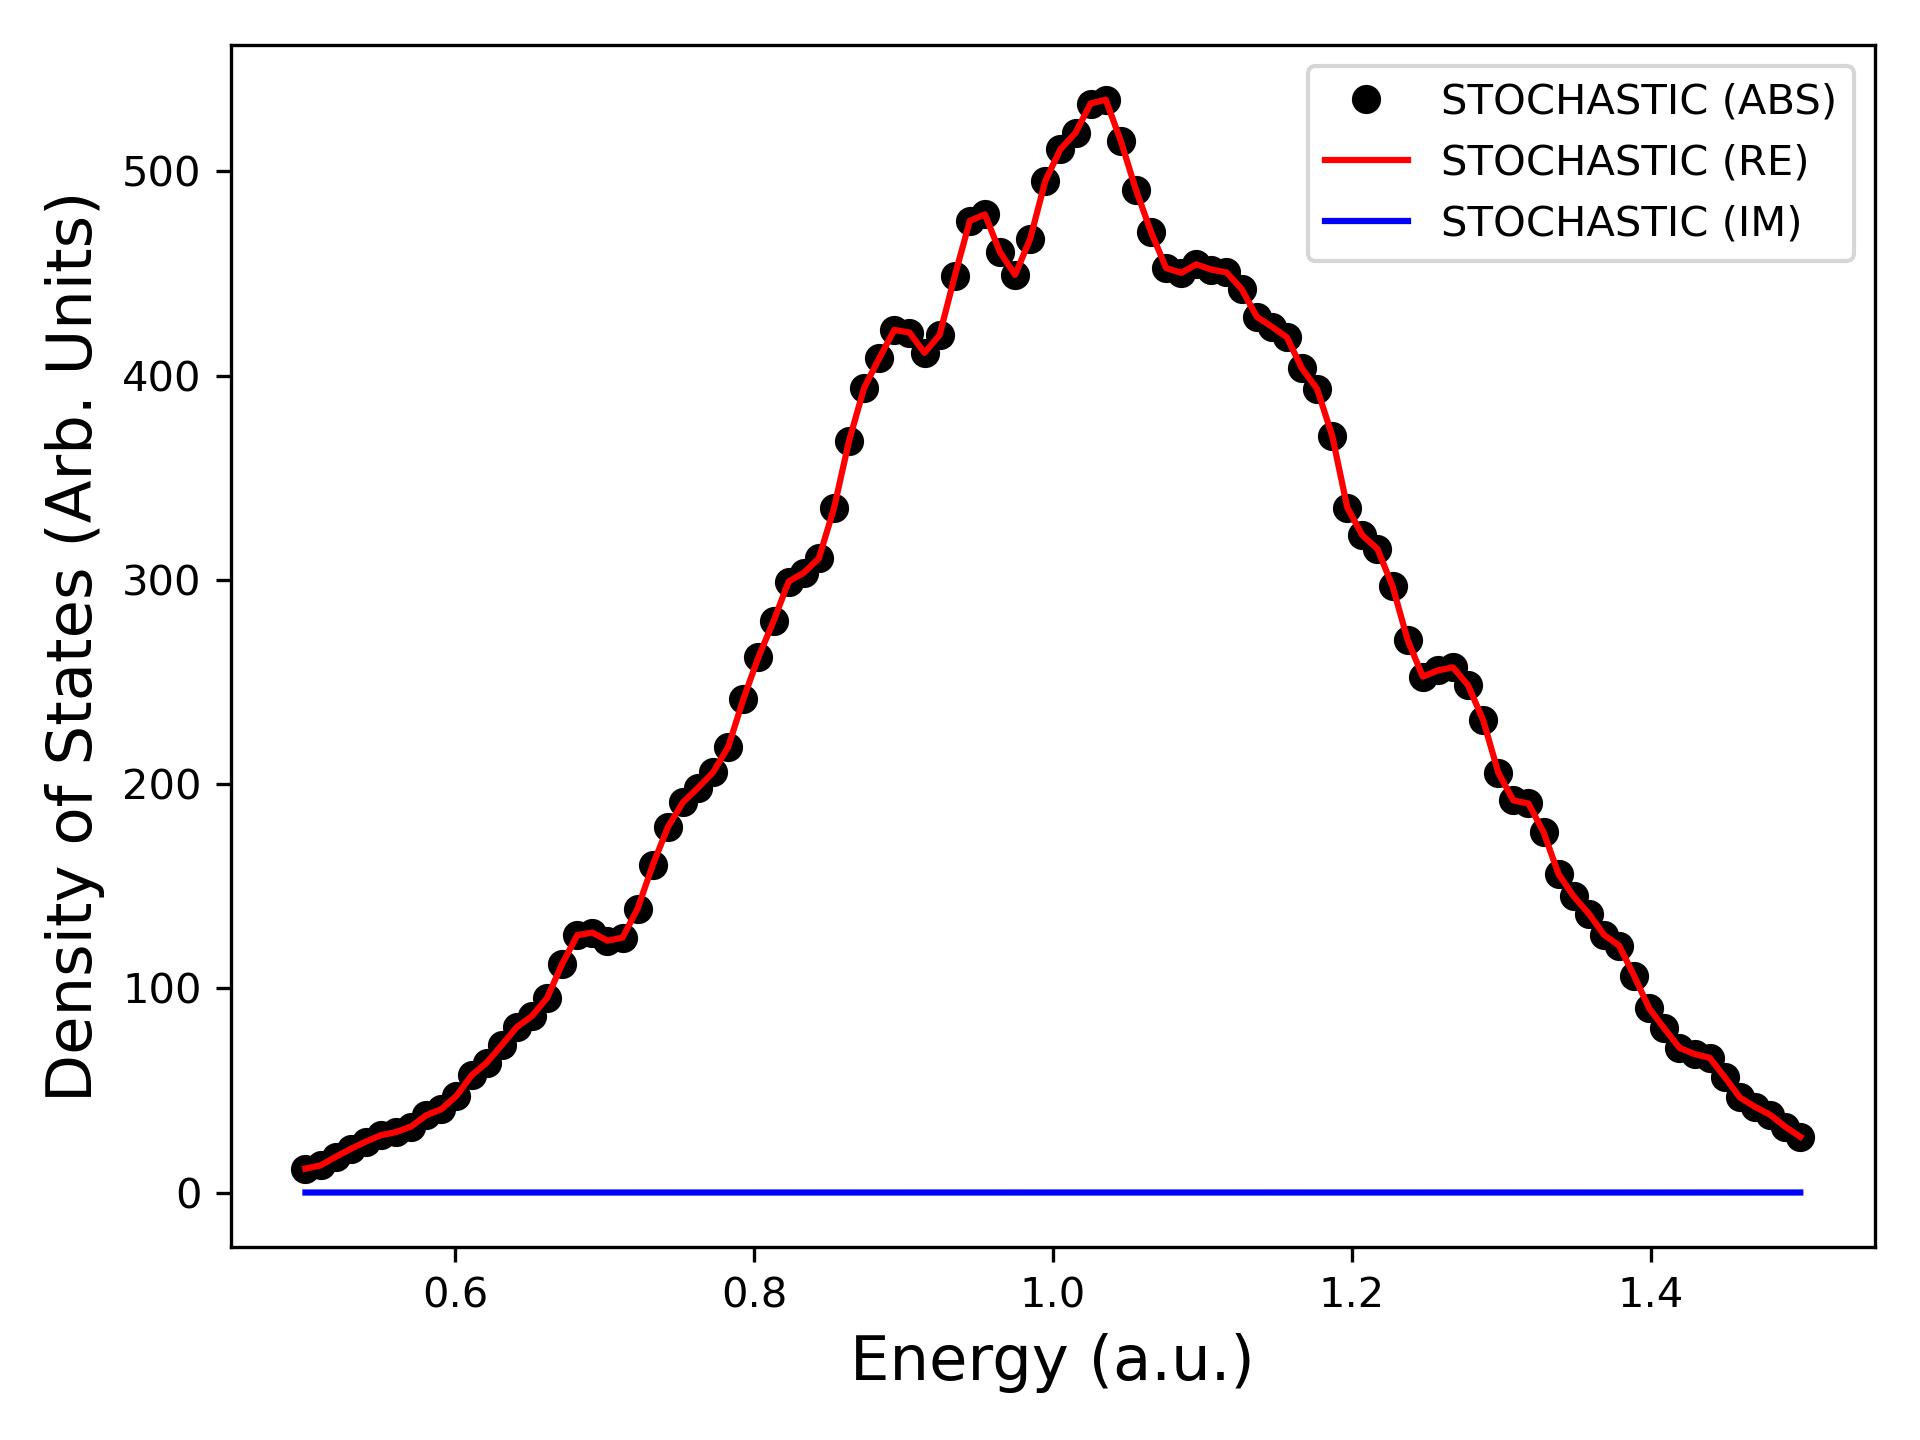 STOCHASTIC (ABS)
STOCHASTIC (RE)
STOCHASTIC (IM)
Density of States (Arb. Units)
500
400
300
200
100
0
0.6 0.8 1.0 1.2 1.4
Energy (a.u.)